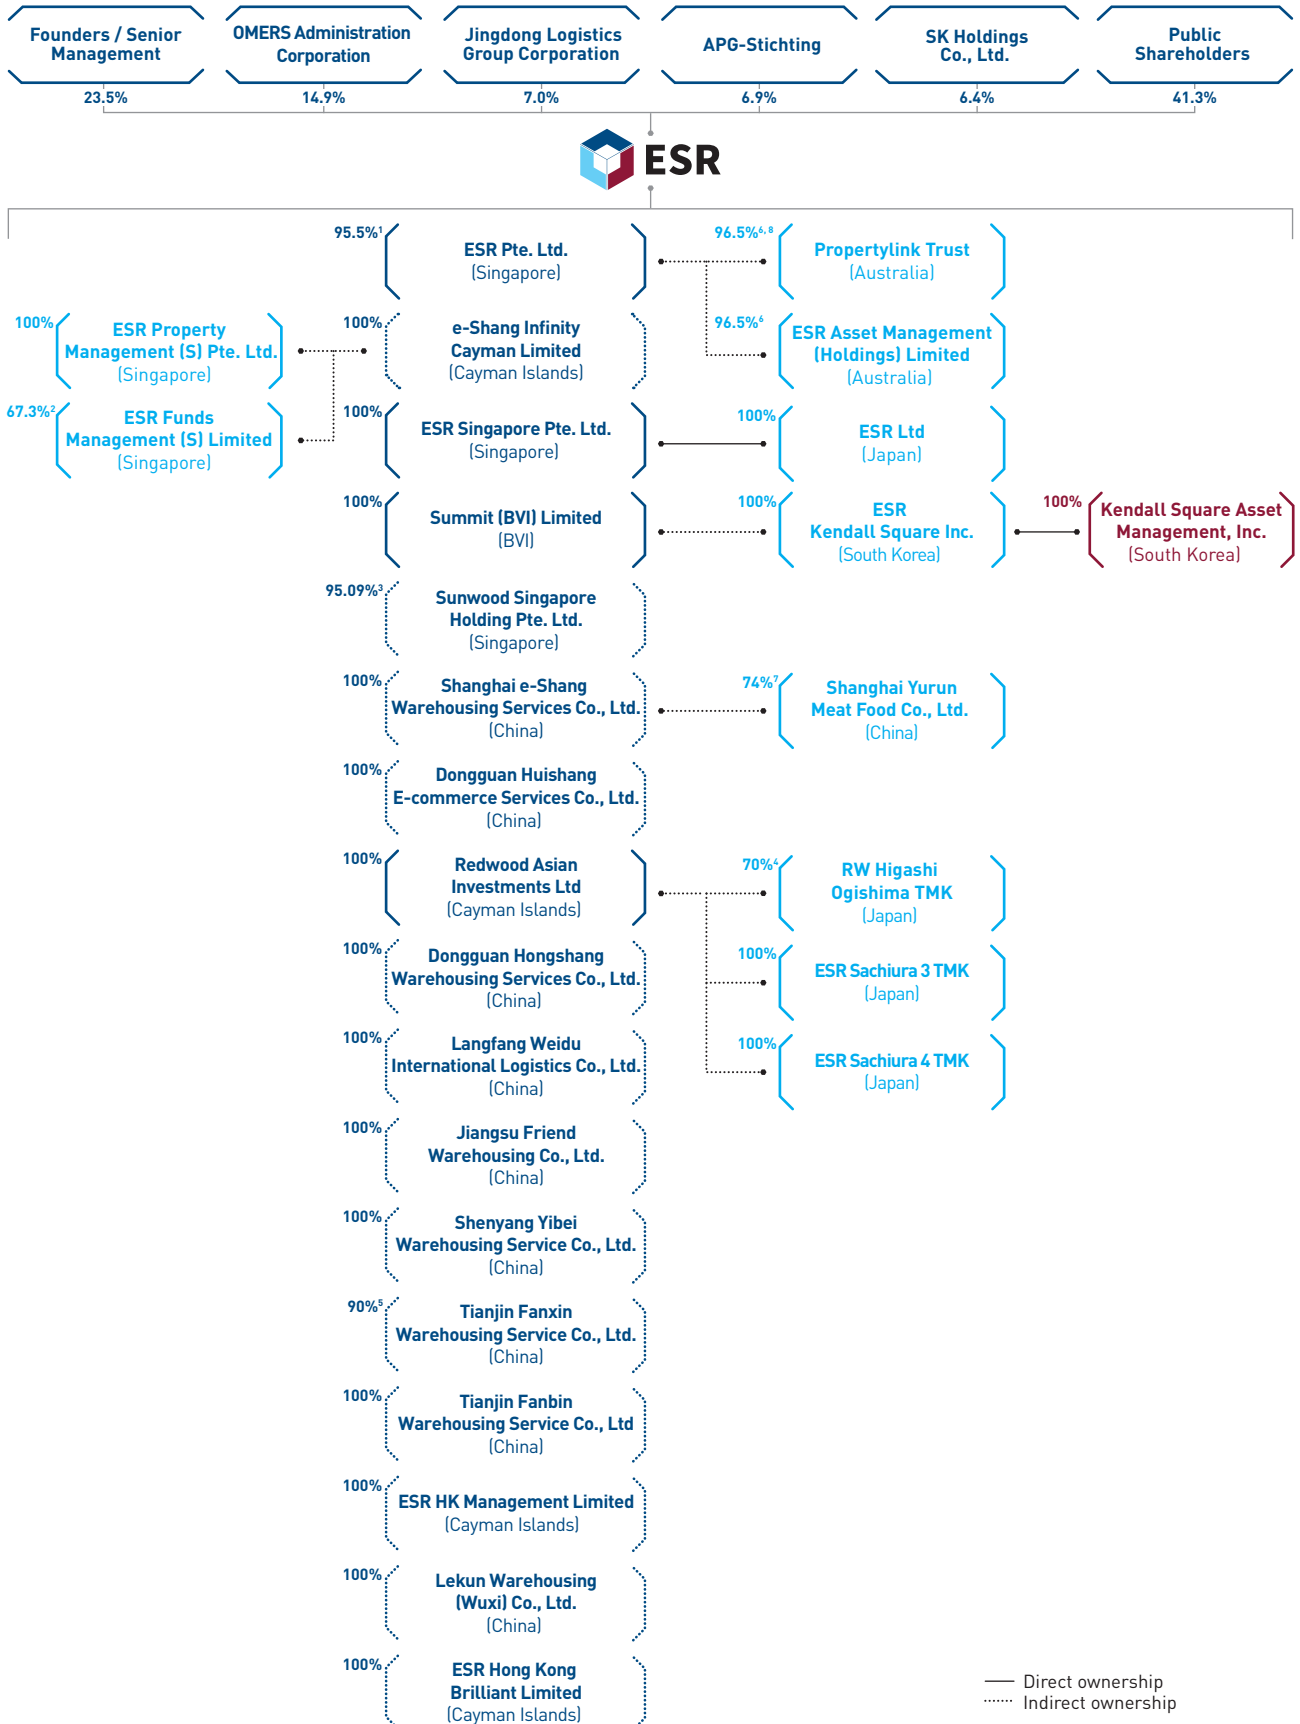 Founders / Senior
Management
OMERS Administration
Corporation
Jingdong Logistics
Group Corporation
APG-Stichting
SK Holdings
Co., Ltd.
Public
Shareholders
23.5%
14.9%
7.0%
6.9%
6.4%
41.3%
ESR
95.5%1
ESR Pte. Ltd.
(Singapore)
96.5%6, 8
Propertylink Trust
(Australia)
100%
ESR Property
Management (S) Pte. Ltd.
(Singapore)
100%
e-Shang Infinity
Cayman Limited
(Cayman Islands)
96.5%6
ESR Asset Management
(Holdings) Limited
(Australia)
67.3%2
ESR Funds
Management (S) Limited
(Singapore)
100%
ESR Singapore Pte. Ltd.
(Singapore)
100%
ESR Ltd
(Japan)
100%
Summit (BVI) Limited
(BVI)
100%
ESR
Kendall Square Inc.
(South Korea)
100%
Kendall Square Asset
Management, Inc.
(South Korea)
95.09%3
Sunwood Singapore
Holding Pte. Ltd.
(Singapore)
100%
Shanghai e-Shang
Warehousing Services Co., Ltd.
(China)
74%7
Shanghai Yurun
Meat Food Co., Ltd.
(China)
100%
Dongguan Huishang
E-commerce Services Co., Ltd.
(China)
100%
Redwood Asian
Investments Ltd
(Cayman Islands)
70%4
RW Higashi
Ogishima TMK
(Japan)
100%
Dongguan Hongshang
Warehousing Services Co., Ltd.
(China)
100%
ESR Sachiura 3 TMK
(Japan)
100%
Langfang Weidu
International Logistics Co., Ltd.
(China)
100%
ESR Sachiura 4 TMK
(Japan)
100%
Jiangsu Friend
Warehousing Co., Ltd.
(China)
100%
Shenyang Yibei
Warehousing Service Co., Ltd.
(China)
90%5
Tianjin Fanxin
Warehousing Service Co., Ltd.
(China)
100%
Tianjin Fanbin
Warehousing Service Co., Ltd
(China)
100%
ESR HK Management Limited
(Cayman Islands)
100%
Lekun Warehousing
(Wuxi) Co., Ltd.
(China)
100%
ESR Hong Kong
Brilliant Limited
(Cayman Islands)
Direct ownership
Indirect ownership